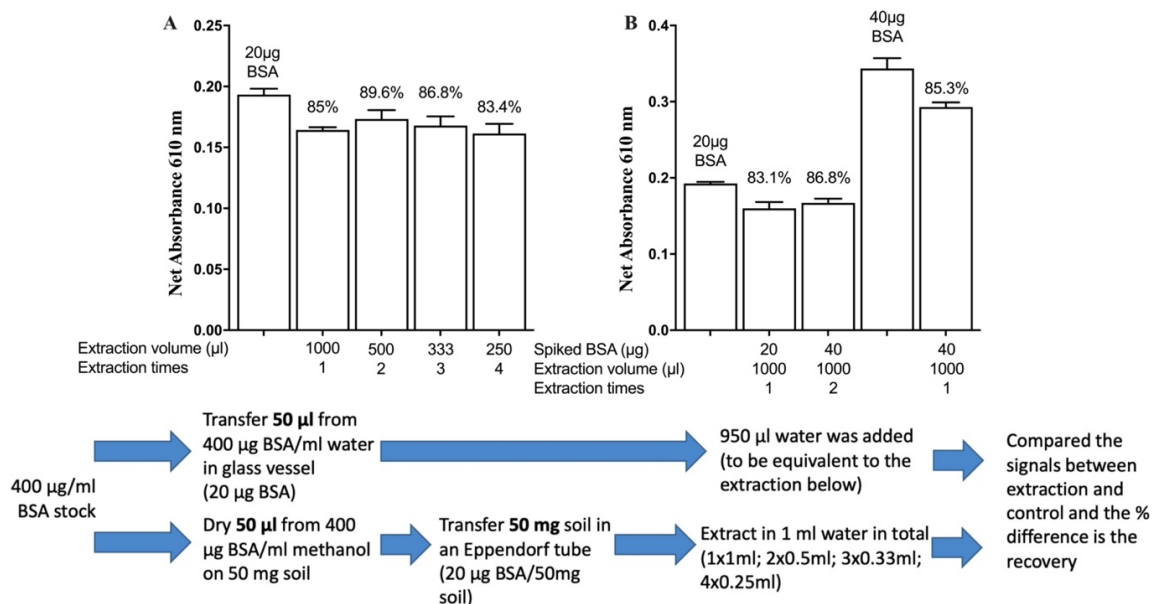 A
Net Absorbance 610 nm
0.25
0.20
0.15
0.10
0.05
0.00
20µg
BSA
85%
89.6%
86.8%
83.4%
Extraction volume (µl) 1000 500 333 250
Extraction times 1 2 3 4
B
Net Absorbance 610 nm
0.4
0.3
0.2
0.1
0.0
20µg
BSA
83.1%
86.8%
40µg
BSA
85.3%
Spiked BSA (µg) 20 40 40
Extraction volume (µl) 1000 1000 1000
Extraction times 1 2 1
400 µg/ml
BSA stock
Transfer 50 µl from
400 µg BSA/ml water
in glass vessel
(20 µg BSA)
950 µl water was added
(to be equivalent to the
extraction below)
Dry 50 µl from 400
µg BSA/ml methanol
on 50 mg soil
Transfer 50 mg soil in
an Eppendorf tube
(20 µg BSA/50mg
soil)
Extract in 1 ml water in total
(1x1ml; 2x0.5ml; 3x0.33ml;
4x0.25ml)
Compared the
signals between
extraction and
control and the %
difference is the
recovery